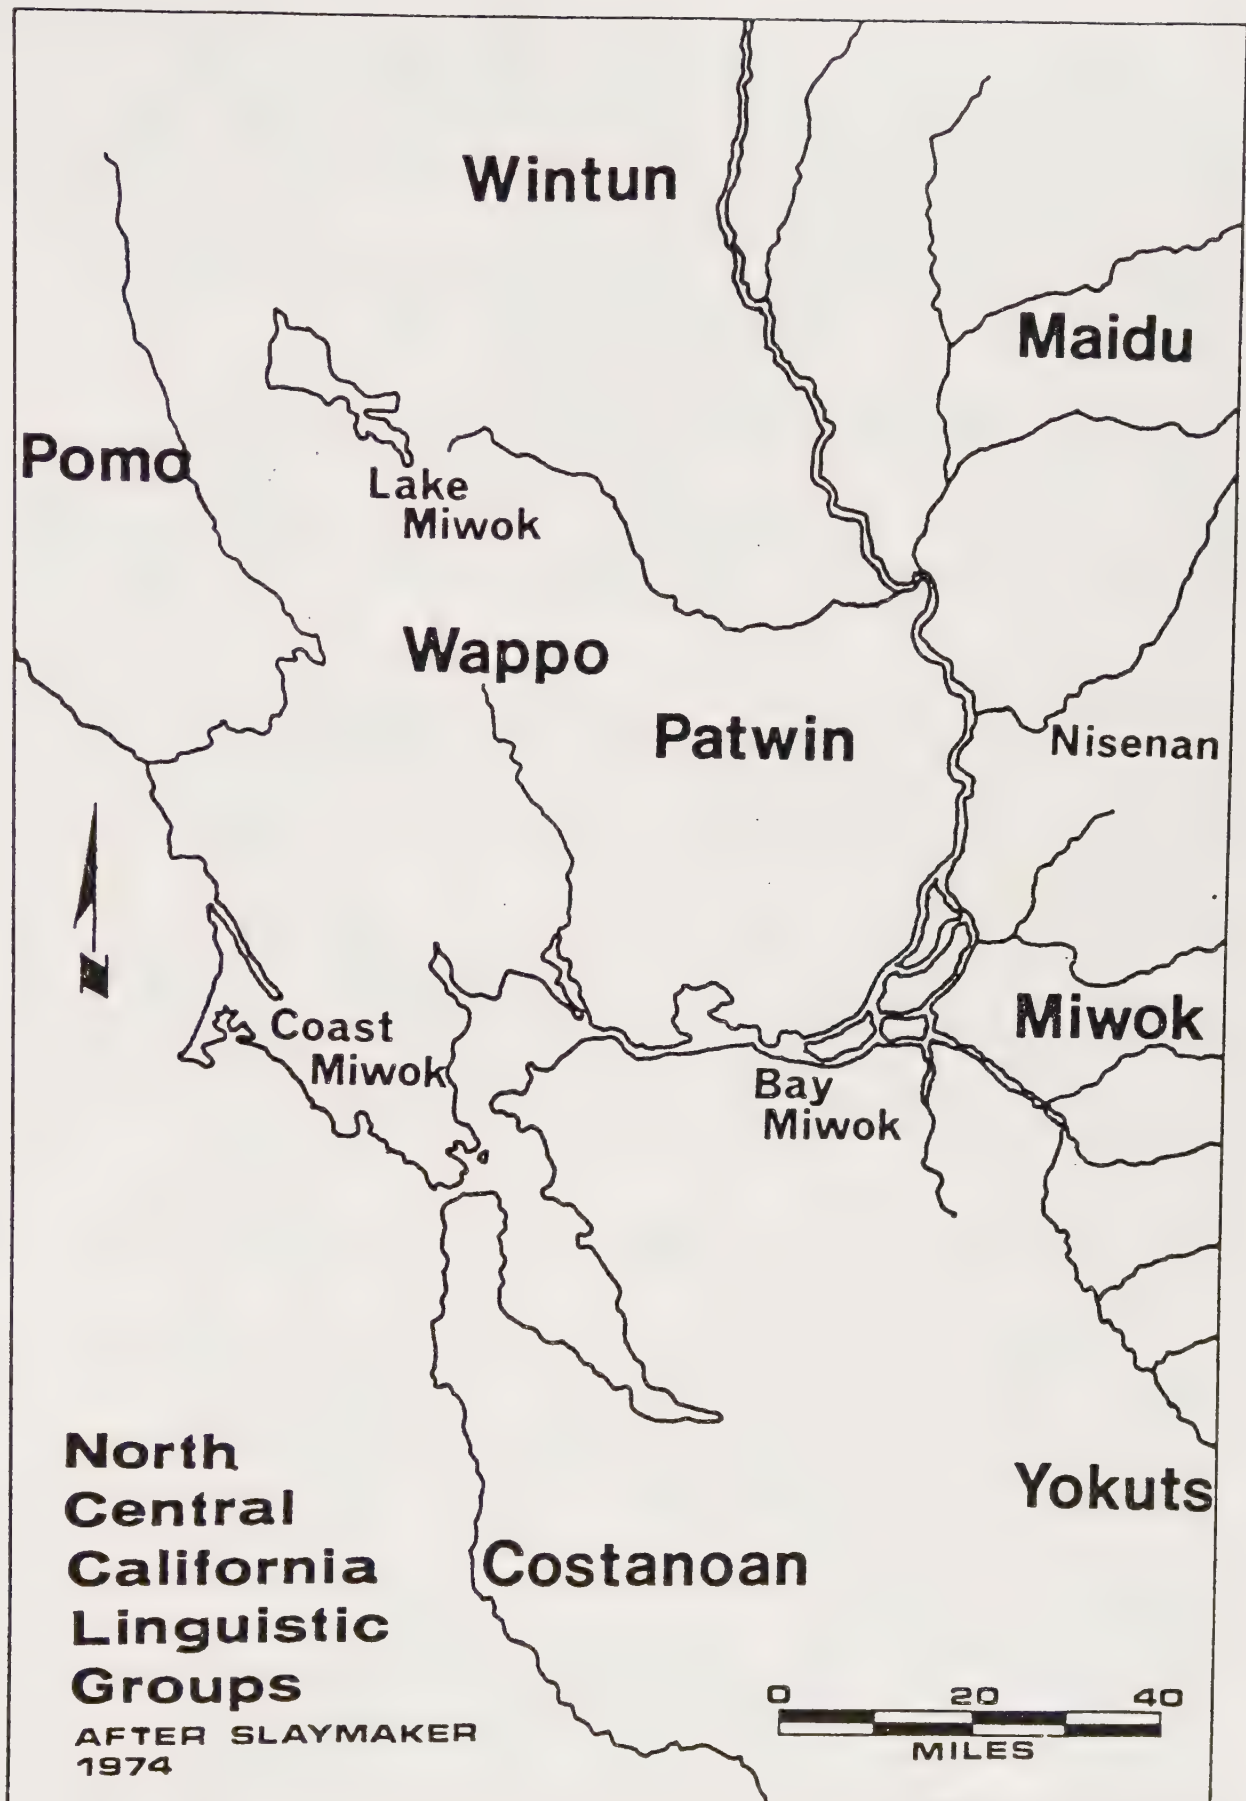 Wintun
Maidu
Pomo
Lake
Miwok
Wappo
Patwin
Nisenan
N
Coast
Miwok
Miwok
Bay
Miwok
Yokuts
Costanoan
North
Central
California
Linguistic
Groups
AFTER SLAYMAKER
1974
0 20 40
MILES